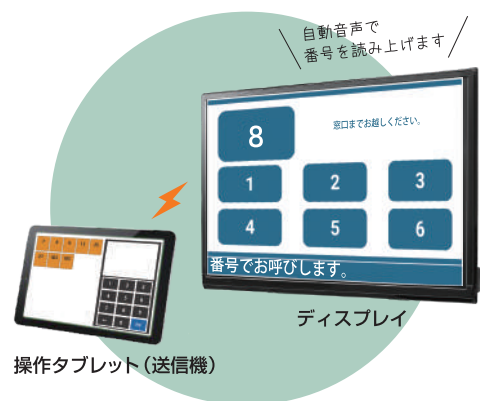 自動音声で
番号を読み上げます
8
窓口までお越しください。
1 2 3
4 5 6
番号でお呼びします。
ディスプレイ
操作タブレット(送信機)